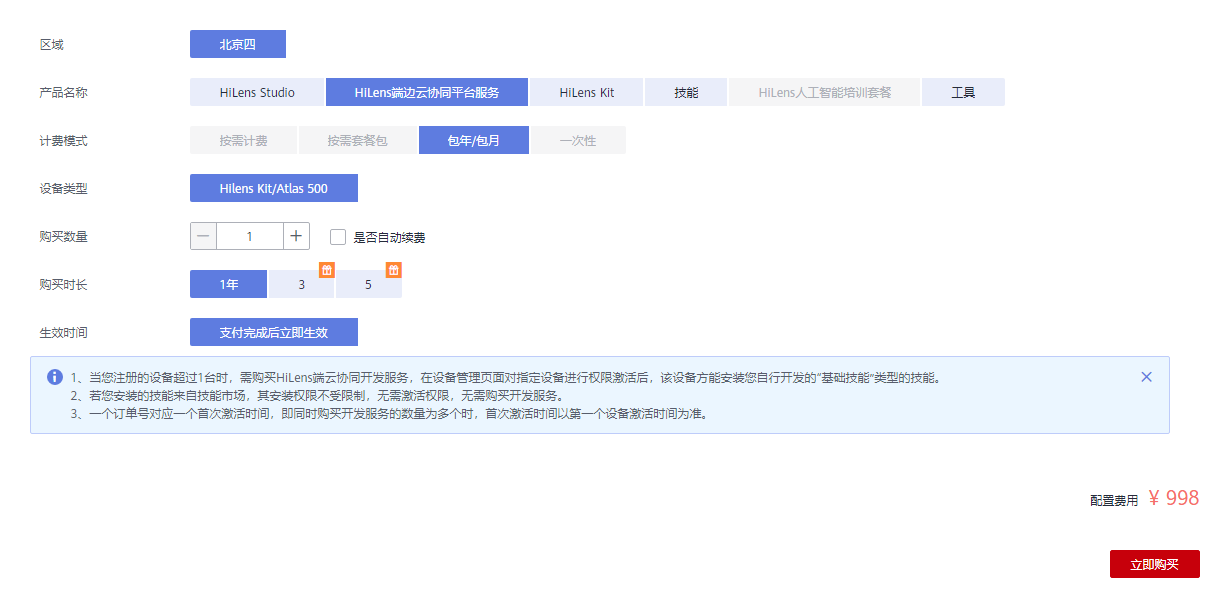 区域 北京四
产品名称 HiLens Studio HiLens端边云协同平台服务 HiLens Kit 技能 HiLens人工智能培训套餐 工具
计费模式 按需计费 按需套餐包 包年/包月 一次性
设备类型 Hilens Kit/Atlas 500
购买数量 1 是否自动续费
购买时长 1年 3 5
生效时间 支付完成后立即生效
1、当您注册的设备超过1台时，需购买HiLens端云协同开发服务，在设备管理页面对指定设备进行权限激活后，该设备方能安装您自行开发的“基础技能”类型的技能。
2、若您安装的技能来自技能市场，其安装权限不受限制，无需激活权限，无需购买开发服务。
3、一个订单号对应一个首次激活时间，即同时购买开发服务的数量为多个时，首次激活时间以第一个设备激活时间为准。
配置费用 ¥ 998
立即购买